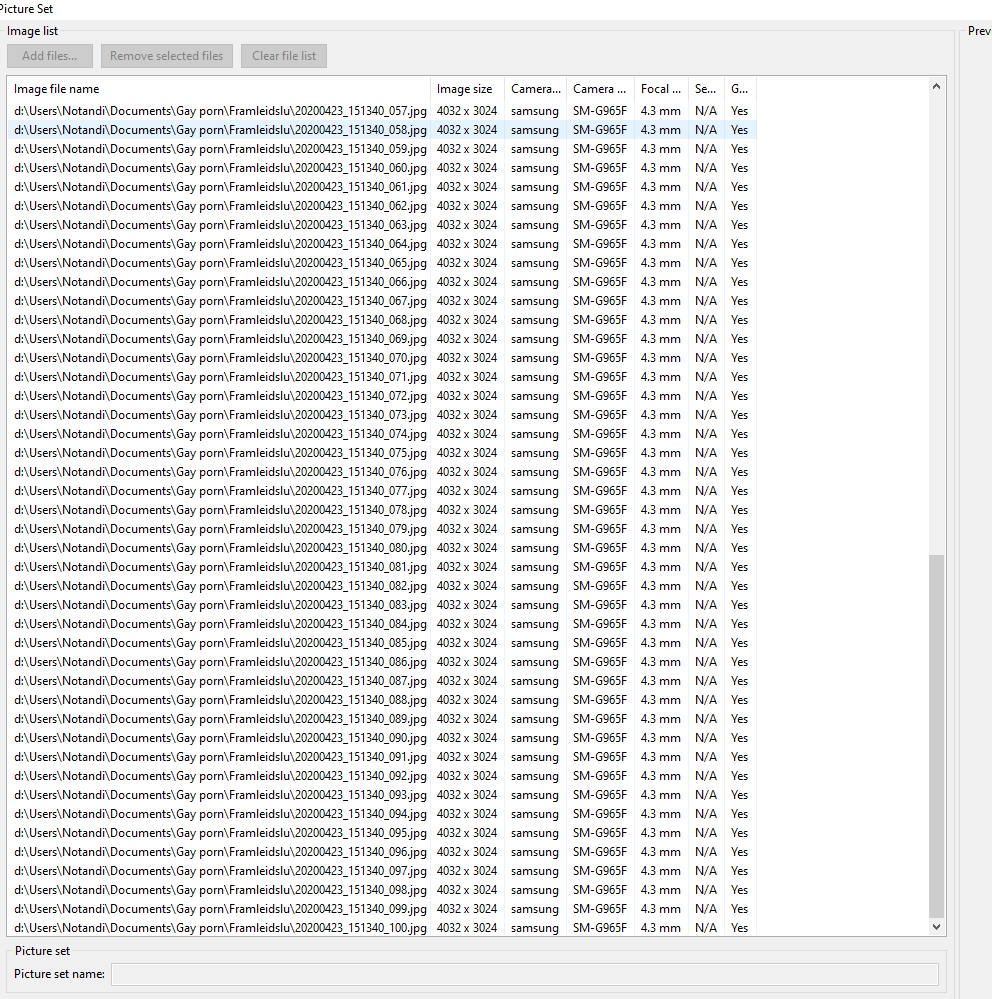 Picture Set
Image list
Prev
Add files... Remove selected files Clear file list
Image file name Image size Camera... Camera ... Focal ... Se... G...
d:\Users\Notandi\Documents\Gay porn\Framleidslu\20200423_151340_057.jpg 4032 x 3024 samsung SM-G965F 4.3 mm N/A Yes
d:\Users\Notandi\Documents\Gay porn\Framleidslu\20200423_151340_058.jpg 4032 x 3024 samsung SM-G965F 4.3 mm N/A Yes
d:\Users\Notandi\Documents\Gay porn\Framleidslu\20200423_151340_059.jpg 4032 x 3024 samsung SM-G965F 4.3 mm N/A Yes
d:\Users\Notandi\Documents\Gay porn\Framleidslu\20200423_151340_060.jpg 4032 x 3024 samsung SM-G965F 4.3 mm N/A Yes
d:\Users\Notandi\Documents\Gay porn\Framleidslu\20200423_151340_061.jpg 4032 x 3024 samsung SM-G965F 4.3 mm N/A Yes
d:\Users\Notandi\Documents\Gay porn\Framleidslu\20200423_151340_062.jpg 4032 x 3024 samsung SM-G965F 4.3 mm N/A Yes
d:\Users\Notandi\Documents\Gay porn\Framleidslu\20200423_151340_063.jpg 4032 x 3024 samsung SM-G965F 4.3 mm N/A Yes
d:\Users\Notandi\Documents\Gay porn\Framleidslu\20200423_151340_064.jpg 4032 x 3024 samsung SM-G965F 4.3 mm N/A Yes
d:\Users\Notandi\Documents\Gay porn\Framleidslu\20200423_151340_065.jpg 4032 x 3024 samsung SM-G965F 4.3 mm N/A Yes
d:\Users\Notandi\Documents\Gay porn\Framleidslu\20200423_151340_066.jpg 4032 x 3024 samsung SM-G965F 4.3 mm N/A Yes
d:\Users\Notandi\Documents\Gay porn\Framleidslu\20200423_151340_067.jpg 4032 x 3024 samsung SM-G965F 4.3 mm N/A Yes
d:\Users\Notandi\Documents\Gay porn\Framleidslu\20200423_151340_068.jpg 4032 x 3024 samsung SM-G965F 4.3 mm N/A Yes
d:\Users\Notandi\Documents\Gay porn\Framleidslu\20200423_151340_069.jpg 4032 x 3024 samsung SM-G965F 4.3 mm N/A Yes
d:\Users\Notandi\Documents\Gay porn\Framleidslu\20200423_151340_070.jpg 4032 x 3024 samsung SM-G965F 4.3 mm N/A Yes
d:\Users\Notandi\Documents\Gay porn\Framleidslu\20200423_151340_071.jpg 4032 x 3024 samsung SM-G965F 4.3 mm N/A Yes
d:\Users\Notandi\Documents\Gay porn\Framleidslu\20200423_151340_072.jpg 4032 x 3024 samsung SM-G965F 4.3 mm N/A Yes
d:\Users\Notandi\Documents\Gay porn\Framleidslu\20200423_151340_073.jpg 4032 x 3024 samsung SM-G965F 4.3 mm N/A Yes
d:\Users\Notandi\Documents\Gay porn\Framleidslu\20200423_151340_074.jpg 4032 x 3024 samsung SM-G965F 4.3 mm N/A Yes
d:\Users\Notandi\Documents\Gay porn\Framleidslu\20200423_151340_075.jpg 4032 x 3024 samsung SM-G965F 4.3 mm N/A Yes
d:\Users\Notandi\Documents\Gay porn\Framleidslu\20200423_151340_076.jpg 4032 x 3024 samsung SM-G965F 4.3 mm N/A Yes
d:\Users\Notandi\Documents\Gay porn\Framleidslu\20200423_151340_077.jpg 4032 x 3024 samsung SM-G965F 4.3 mm N/A Yes
d:\Users\Notandi\Documents\Gay porn\Framleidslu\20200423_151340_078.jpg 4032 x 3024 samsung SM-G965F 4.3 mm N/A Yes
d:\Users\Notandi\Documents\Gay porn\Framleidslu\20200423_151340_079.jpg 4032 x 3024 samsung SM-G965F 4.3 mm N/A Yes
d:\Users\Notandi\Documents\Gay porn\Framleidslu\20200423_151340_080.jpg 4032 x 3024 samsung SM-G965F 4.3 mm N/A Yes
d:\Users\Notandi\Documents\Gay porn\Framleidslu\20200423_151340_081.jpg 4032 x 3024 samsung SM-G965F 4.3 mm N/A Yes
d:\Users\Notandi\Documents\Gay porn\Framleidslu\20200423_151340_082.jpg 4032 x 3024 samsung SM-G965F 4.3 mm N/A Yes
d:\Users\Notandi\Documents\Gay porn\Framleidslu\20200423_151340_083.jpg 4032 x 3024 samsung SM-G965F 4.3 mm N/A Yes
d:\Users\Notandi\Documents\Gay porn\Framleidslu\20200423_151340_084.jpg 4032 x 3024 samsung SM-G965F 4.3 mm N/A Yes
d:\Users\Notandi\Documents\Gay porn\Framleidslu\20200423_151340_085.jpg 4032 x 3024 samsung SM-G965F 4.3 mm N/A Yes
d:\Users\Notandi\Documents\Gay porn\Framleidslu\20200423_151340_086.jpg 4032 x 3024 samsung SM-G965F 4.3 mm N/A Yes
d:\Users\Notandi\Documents\Gay porn\Framleidslu\20200423_151340_087.jpg 4032 x 3024 samsung SM-G965F 4.3 mm N/A Yes
d:\Users\Notandi\Documents\Gay porn\Framleidslu\20200423_151340_088.jpg 4032 x 3024 samsung SM-G965F 4.3 mm N/A Yes
d:\Users\Notandi\Documents\Gay porn\Framleidslu\20200423_151340_089.jpg 4032 x 3024 samsung SM-G965F 4.3 mm N/A Yes
d:\Users\Notandi\Documents\Gay porn\Framleidslu\20200423_151340_090.jpg 4032 x 3024 samsung SM-G965F 4.3 mm N/A Yes
d:\Users\Notandi\Documents\Gay porn\Framleidslu\20200423_151340_091.jpg 4032 x 3024 samsung SM-G965F 4.3 mm N/A Yes
d:\Users\Notandi\Documents\Gay porn\Framleidslu\20200423_151340_092.jpg 4032 x 3024 samsung SM-G965F 4.3 mm N/A Yes
d:\Users\Notandi\Documents\Gay porn\Framleidslu\20200423_151340_093.jpg 4032 x 3024 samsung SM-G965F 4.3 mm N/A Yes
d:\Users\Notandi\Documents\Gay porn\Framleidslu\20200423_151340_094.jpg 4032 x 3024 samsung SM-G965F 4.3 mm N/A Yes
d:\Users\Notandi\Documents\Gay porn\Framleidslu\20200423_151340_095.jpg 4032 x 3024 samsung SM-G965F 4.3 mm N/A Yes
d:\Users\Notandi\Documents\Gay porn\Framleidslu\20200423_151340_096.jpg 4032 x 3024 samsung SM-G965F 4.3 mm N/A Yes
d:\Users\Notandi\Documents\Gay porn\Framleidslu\20200423_151340_097.jpg 4032 x 3024 samsung SM-G965F 4.3 mm N/A Yes
d:\Users\Notandi\Documents\Gay porn\Framleidslu\20200423_151340_098.jpg 4032 x 3024 samsung SM-G965F 4.3 mm N/A Yes
d:\Users\Notandi\Documents\Gay porn\Framleidslu\20200423_151340_099.jpg 4032 x 3024 samsung SM-G965F 4.3 mm N/A Yes
d:\Users\Notandi\Documents\Gay porn\Framleidslu\20200423_151340_100.jpg 4032 x 3024 samsung SM-G965F 4.3 mm N/A Yes
Picture set
Picture set name: